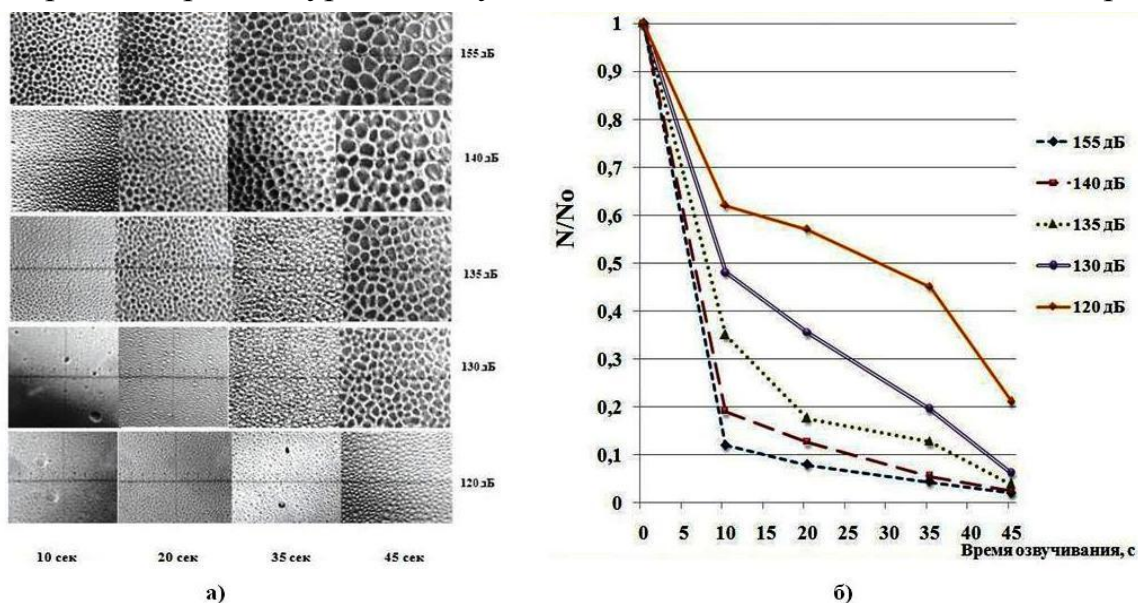 155 дБ
140 дБ
135 дБ
130 дБ
120 дБ
10 сек 20 сек 35 сек 45 сек
а)
N/No
1
0,9
0,8
0,7
0,6
0,5
0,4
0,3
0,2
0,1
0
0 5 10 15 20 25 30 35 40 45
Время озвучивания, с
155 дБ
140 дБ
135 дБ
130 дБ
120 дБ
б)